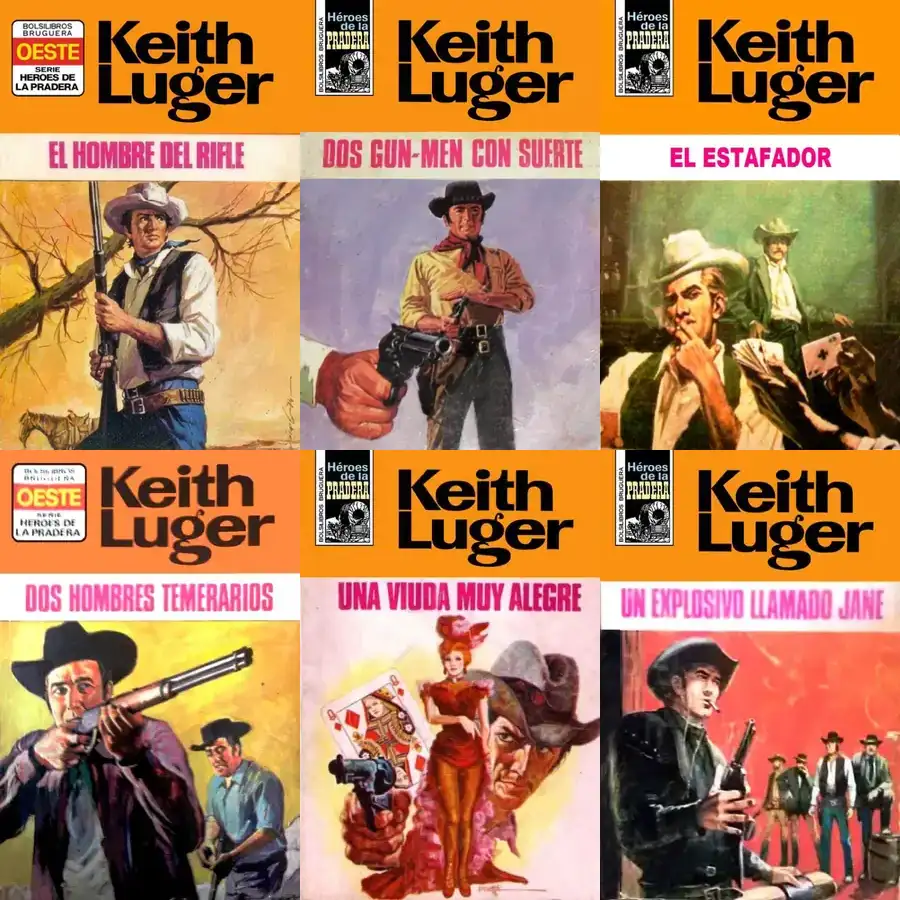 BOLSILIBROS
BRUGUERA
OESTE
SERIE
HEROES DE
LA PRADERA
Keith
Luger
EL HOMBRE DEL RIFLE
BOLSILIBROS BRUGUERA
Héroes
de la
PRADERA
Keith
Luger
DOS GUN-MEN CON SUERTE
BOLSILIBROS BRUGUERA
Héroes
de la
PRADERA
Keith
Luger
EL ESTAFADOR
BOLSILIBROS
BRUGUERA
OESTE
SERIE
HEROES DE
LA PRADERA
Keith
Luger
DOS HOMBRES TEMERARIOS
BOLSILIBROS BRUGUERA
Héroes
de la
PRADERA
Keith
Luger
UNA VIUDA MUY ALEGRE
Q
BOLSILIBROS BRUGUERA
Héroes
de la
PRADERA
Keith
Luger
UN EXPLOSIVO LLAMADO JANE